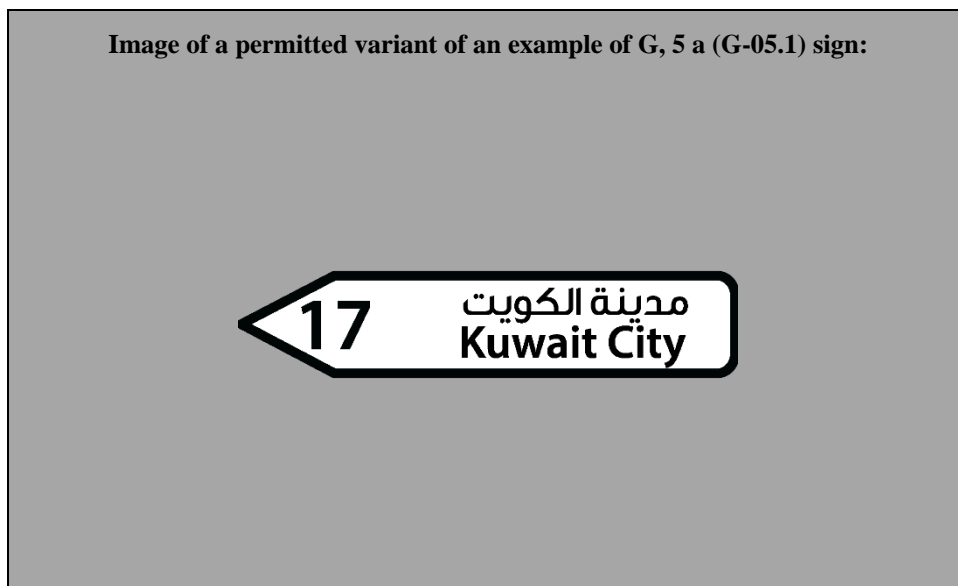 Image of a permitted variant of an example of G, 5 a (G-05.1) sign:
مدينة الكويت
17
Kuwait City